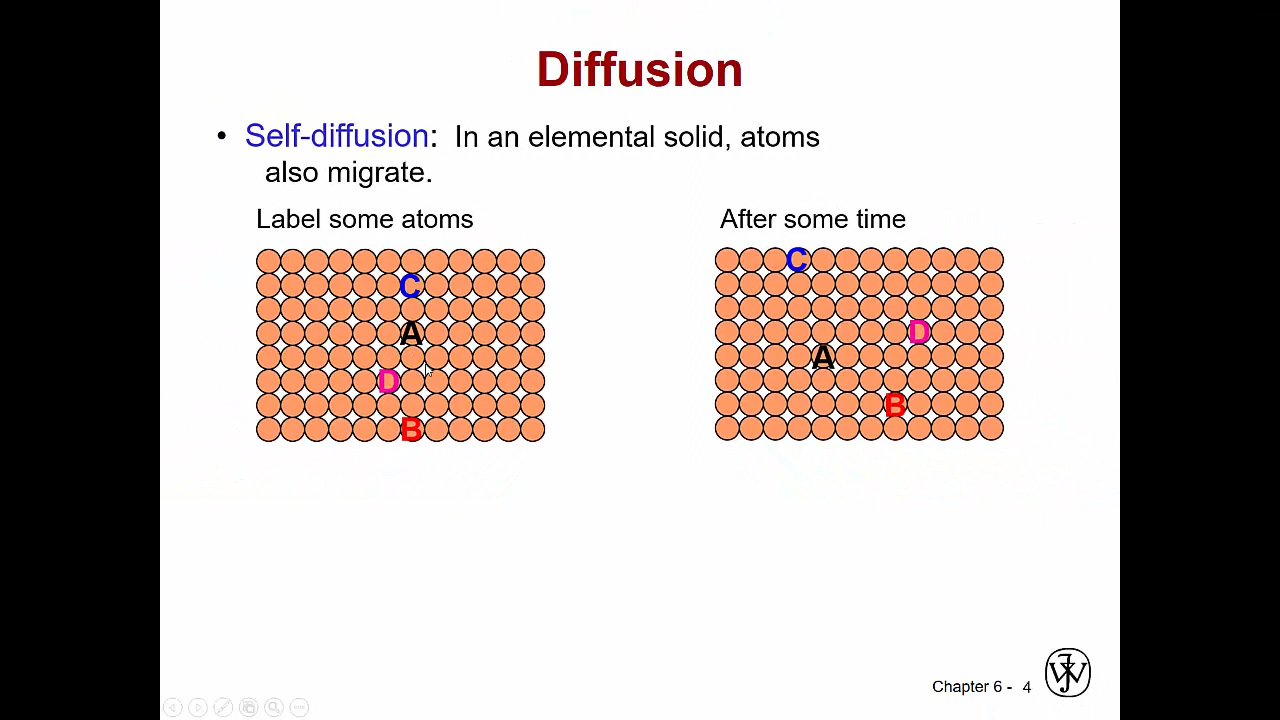 Diffusion
• Self-diffusion: In an elemental solid, atoms
also migrate.
Label some atoms
After some time
C
A
D
B
C
D
A
B
Chapter 6 - 4